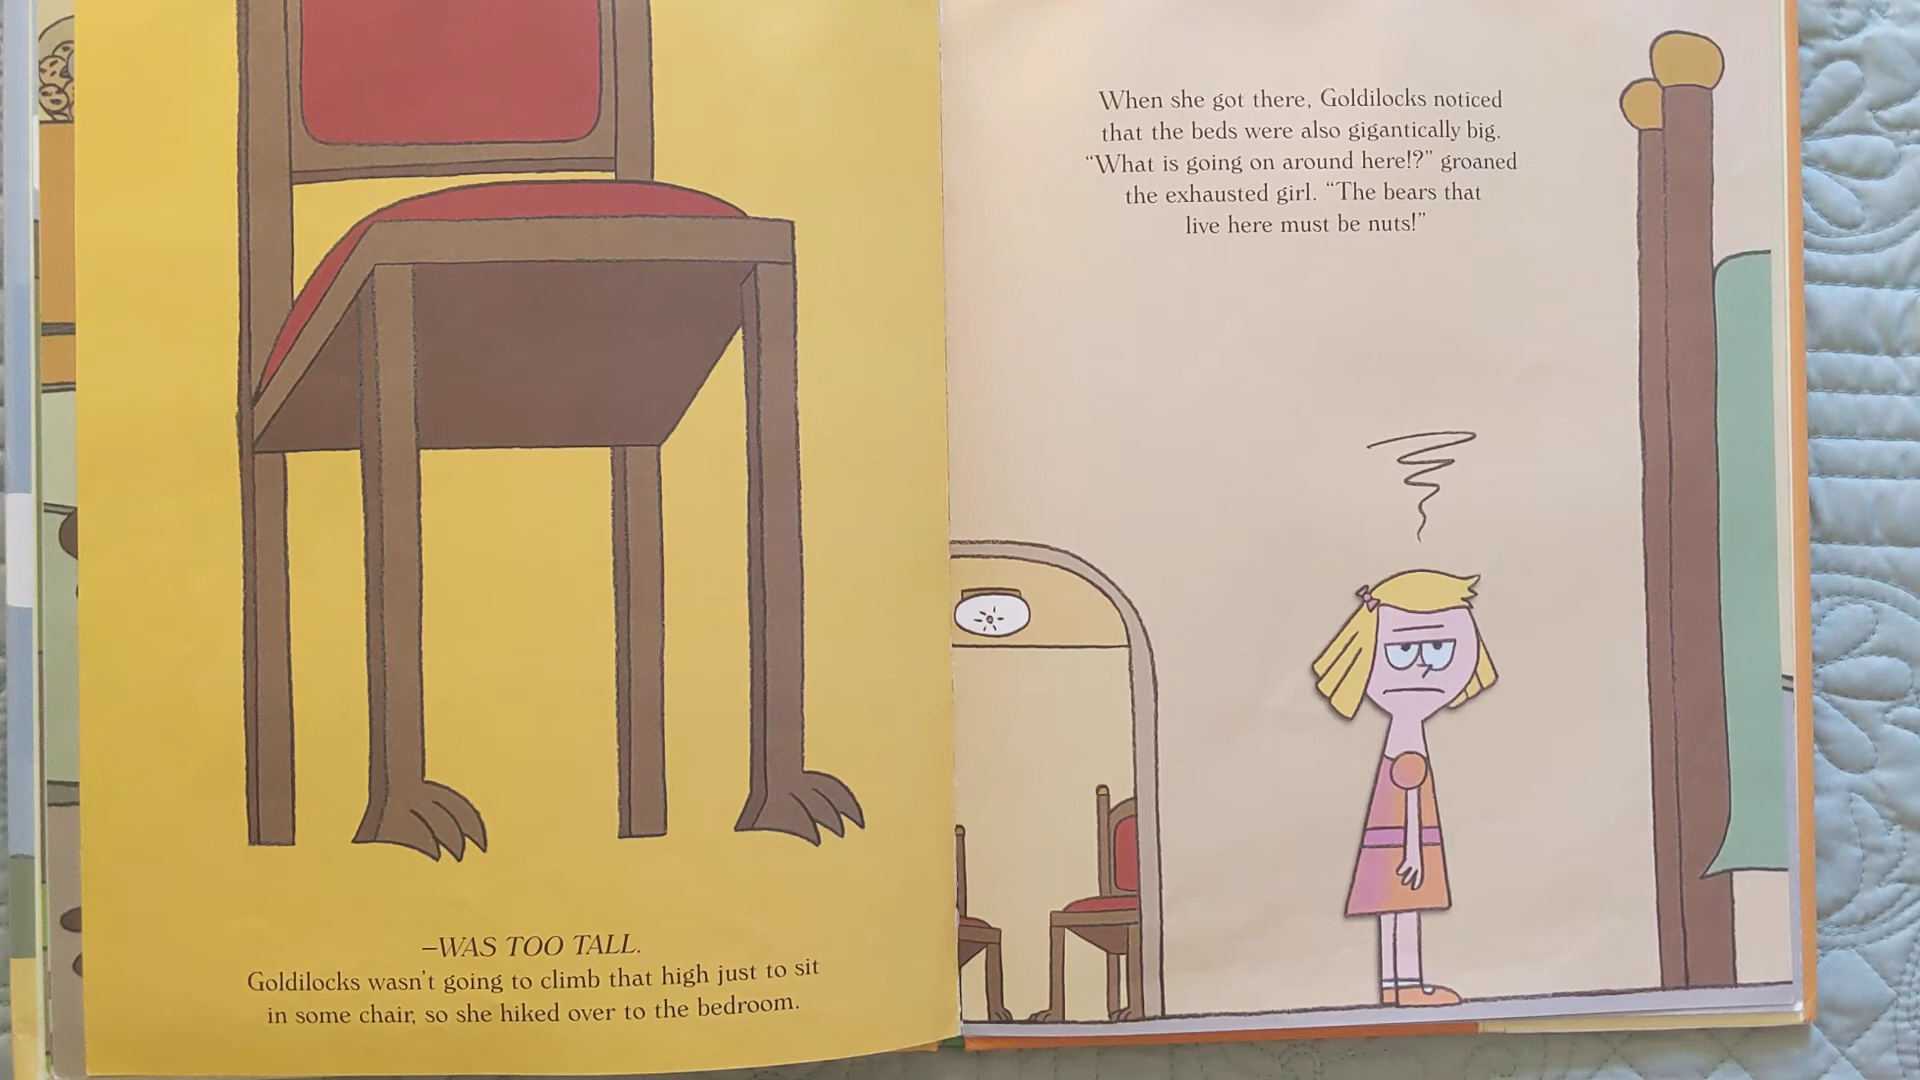 –WAS TOO TALL.
Goldilocks wasn't going to climb that high just to sit
in some chair, so she hiked over to the bedroom.
When she got there, Goldilocks noticed
that the beds were also gigantically big.
“What is going on around here!?” groaned
the exhausted girl. “The bears that
live here must be nuts!”